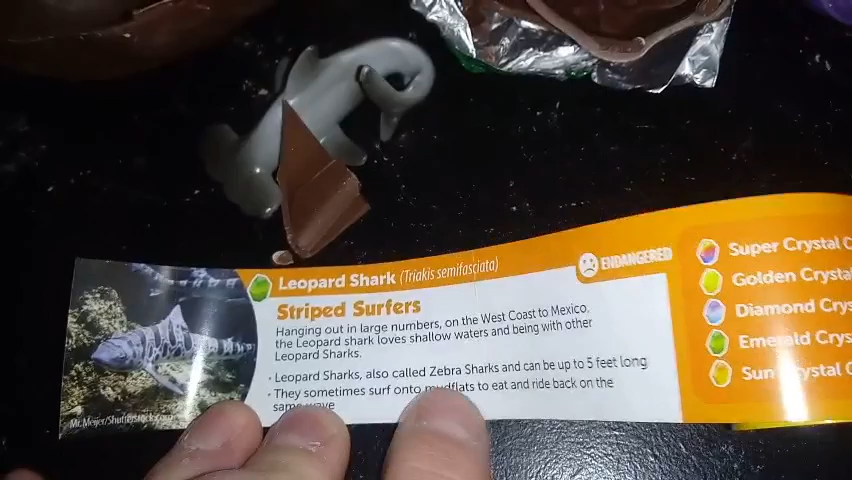 Leopard Shark (Triakis semifasciata)
ENDANGERED
Striped Surfers
Hanging out in large numbers, on the West Coast to Mexico,
the Leopard shark loves shallow waters and being with other
Leopard Sharks.
• Leopard Sharks, also called Zebra Sharks and can be up to 5 feet long
• They sometimes surf onto mudflats to eat and ride back on the
same wave
Mr.Meijer/Shutterstock.com
Super Crystal C
Golden Crystal
Diamond Crys
Emerald Crys
Sun Crystal C